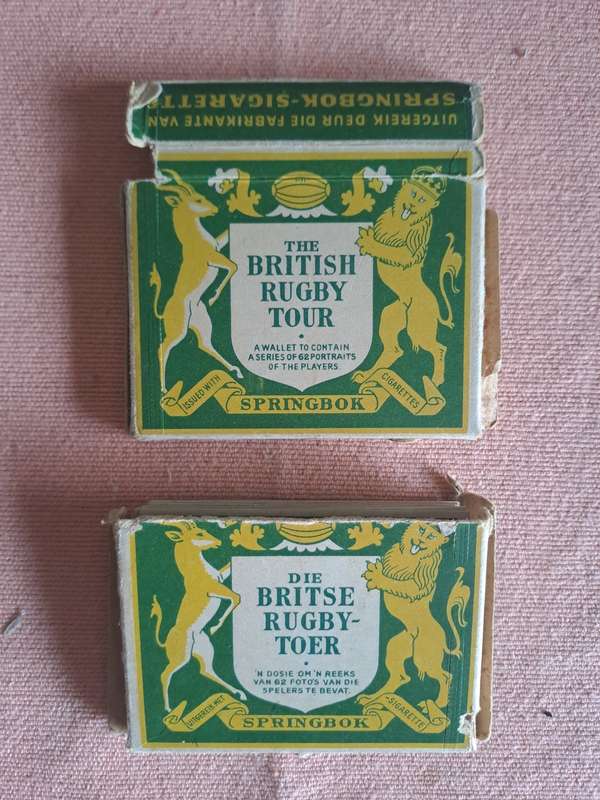 UITGEREIK DEUR DIE FABRIKANTE VAN
SPRINGBOK-SIGARETTE
THE
BRITISH
RUGBY
TOUR
A WALLET TO CONTAIN
A SERIES OF 62 PORTRAITS
OF THE PLAYERS
ISSUED WITH
SPRINGBOK
CIGARETTES
DIE
BRITSE
RUGBY-
TOER
'N DOSIE OM 'N REEKS
VAN 62 FOTO'S VAN DIE
SPELERS TE BEVAT.
UITGEREIK MET
SPRINGBOK
-SIGARETTE